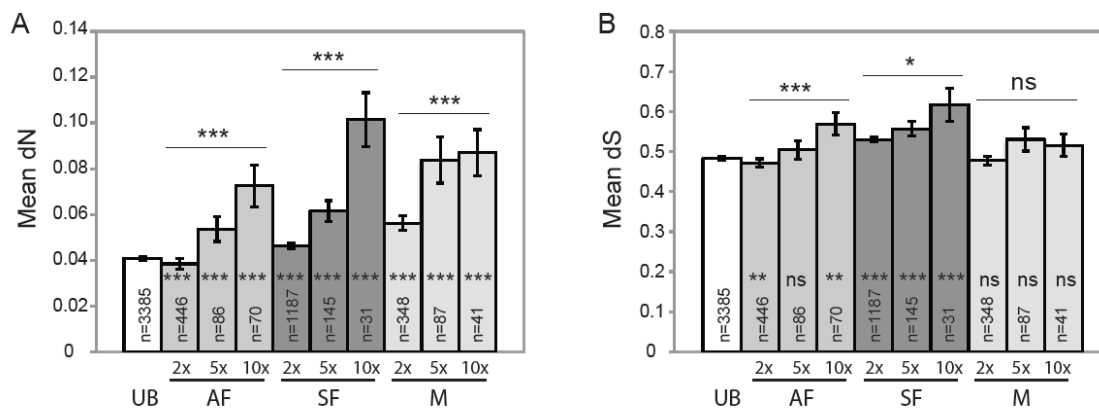 A
0.14
0.12
0.10
0.08
0.06
0.04
0.02
0
Mean dN
***
***
***
*** *** *** *** *** *** *** *** ***
n=3385 n=446 n=86 n=70 n=1187 n=145 n=31 n=348 n=87 n=41
2x 5x 10x 2x 5x 10x 2x 5x 10x
UB AF SF M
B
0.8
0.7
0.6
0.5
0.4
0.3
0.2
0.1
0
Mean dS
***
*
ns
** ns ** *** *** *** ns ns ns
n=3385 n=446 n=86 n=70 n=1187 n=145 n=31 n=348 n=87 n=41
2x 5x 10x 2x 5x 10x 2x 5x 10x
UB AF SF M